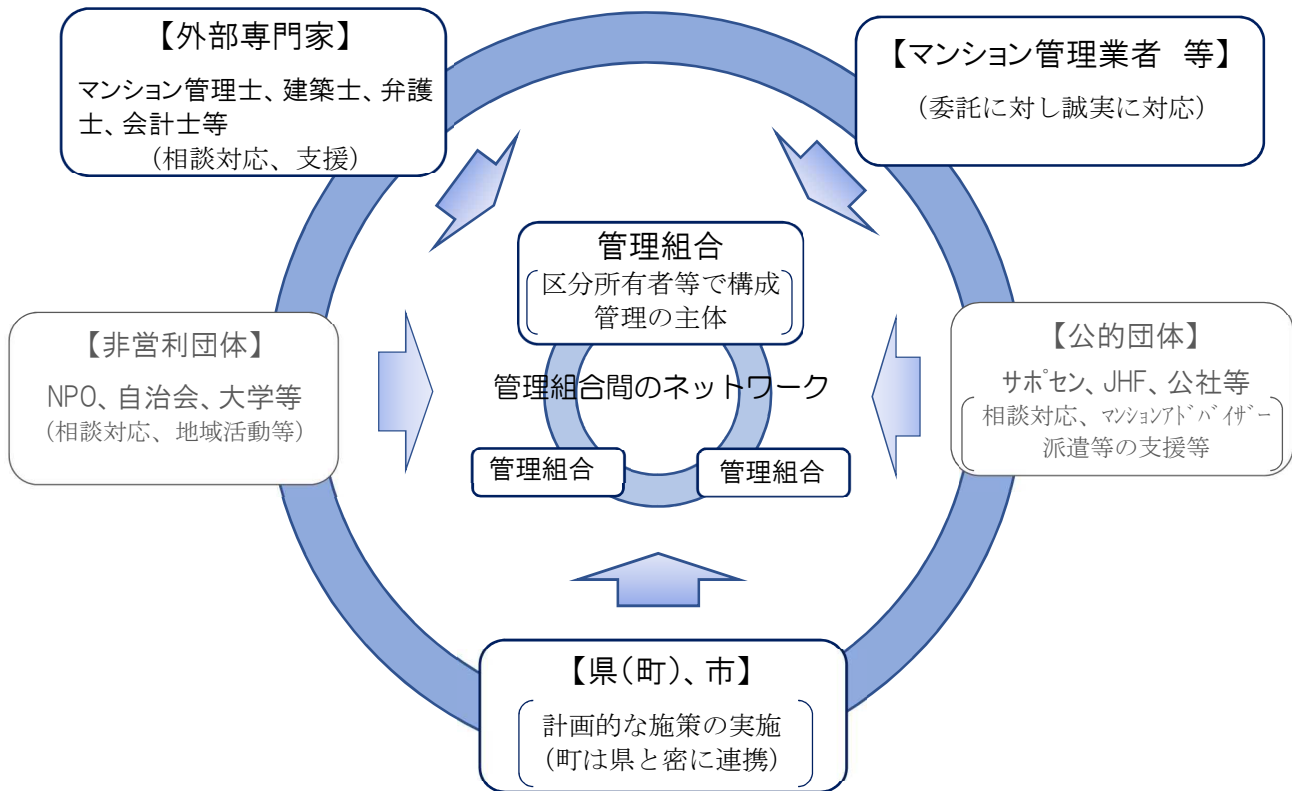 【外部専門家】
マンション管理士、建築士、弁護
士、会計士等
(相談対応、支援)
【マンション管理業者　等】
(委託に対し誠実に対応)
管理組合
区分所有者等で構成
管理の主体
【非営利団体】
NPO、自治会、大学等
(相談対応、地域活動等)
管理組合間のネットワーク
【公的団体】
サポセン、JHF、公社等
相談対応、マンションアドバイザー
派遣等の支援等
管理組合
管理組合
【県(町)、市】
計画的な施策の実施
(町は県と密に連携)